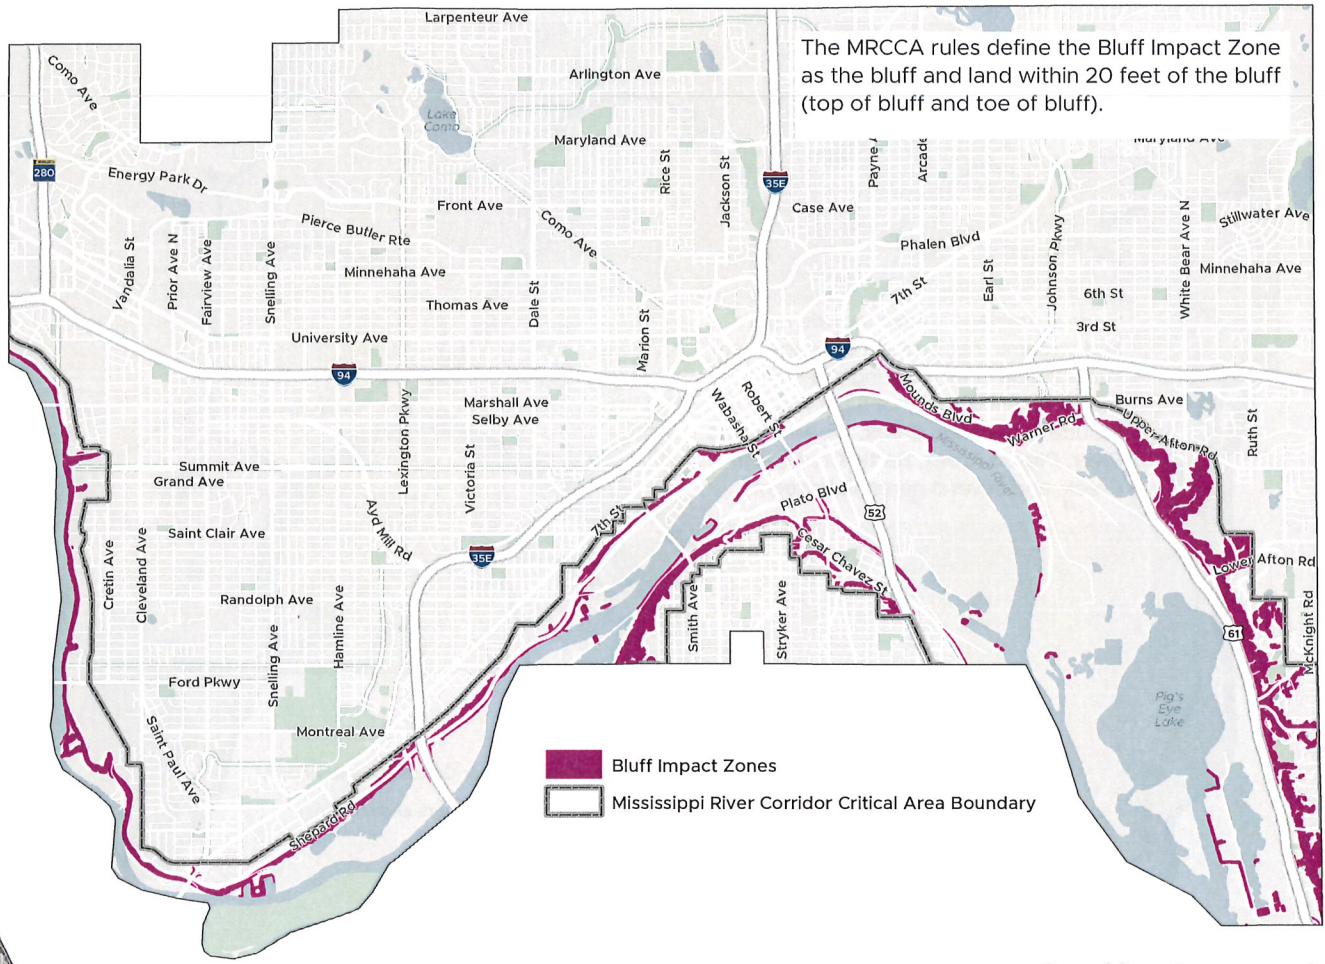 Larpenteur Ave
The MRCCA rules define the Bluff Impact Zone
as the bluff and land within 20 feet of the bluff
(top of bluff and toe of bluff).
Como Ave
Arlington Ave
Lake
Como
Maryland Ave
Maryland Ave
280
Energy Park Dr
Rice St
Jackson St
35E
Payne A
Arcade
Front Ave
Case Ave
Pierce Butler Rte
Como Ave
Stillwater Ave
Phalen Blvd
Vandalia St
Prior Ave N
Fairview Ave
Snelling Ave
Minnehaha Ave
Johnson Pkwy
White Bear Ave N
Minnehaha Ave
Earl St
7th St
6th St
Thomas Ave
Dale St
Marion St
3rd St
University Ave
94
94
Marshall Ave
Selby Ave
Lexington Pkwy
Robert St
Wabasha St
Mounds Blvd
Warner Rd
Burns Ave
Upper Afton Rd
Ruth St
Mississippi River
Summit Ave
Grand Ave
Victoria St
Plato Blvd
52
7th St
Saint Clair Ave
Ayd Mill Rd
35E
Cesar Chavez St
Lower Afton Rd
Cretin Ave
Cleveland Ave
Randolph Ave
Hamline Ave
Snelling Ave
Smith Ave
Stryker Ave
61
McKnight Rd
Ford Pkwy
Pig's
Eye
Lake
Saint Paul Ave
Montreal Ave
Shepard Rd
Bluff Impact Zones
Mississippi River Corridor Critical Area Boundary